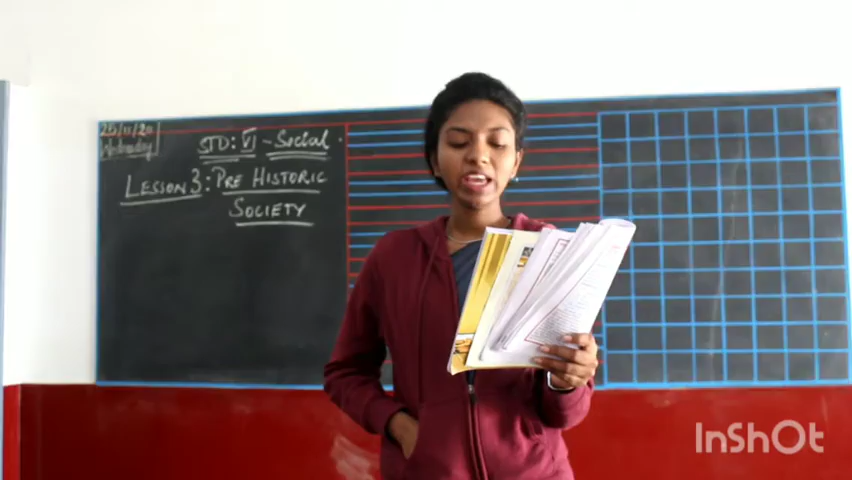 25/11/20
Wednesday
STD: VI - Social
LESSON 3: PRE HISTORIC
SOCIETY
InShOt